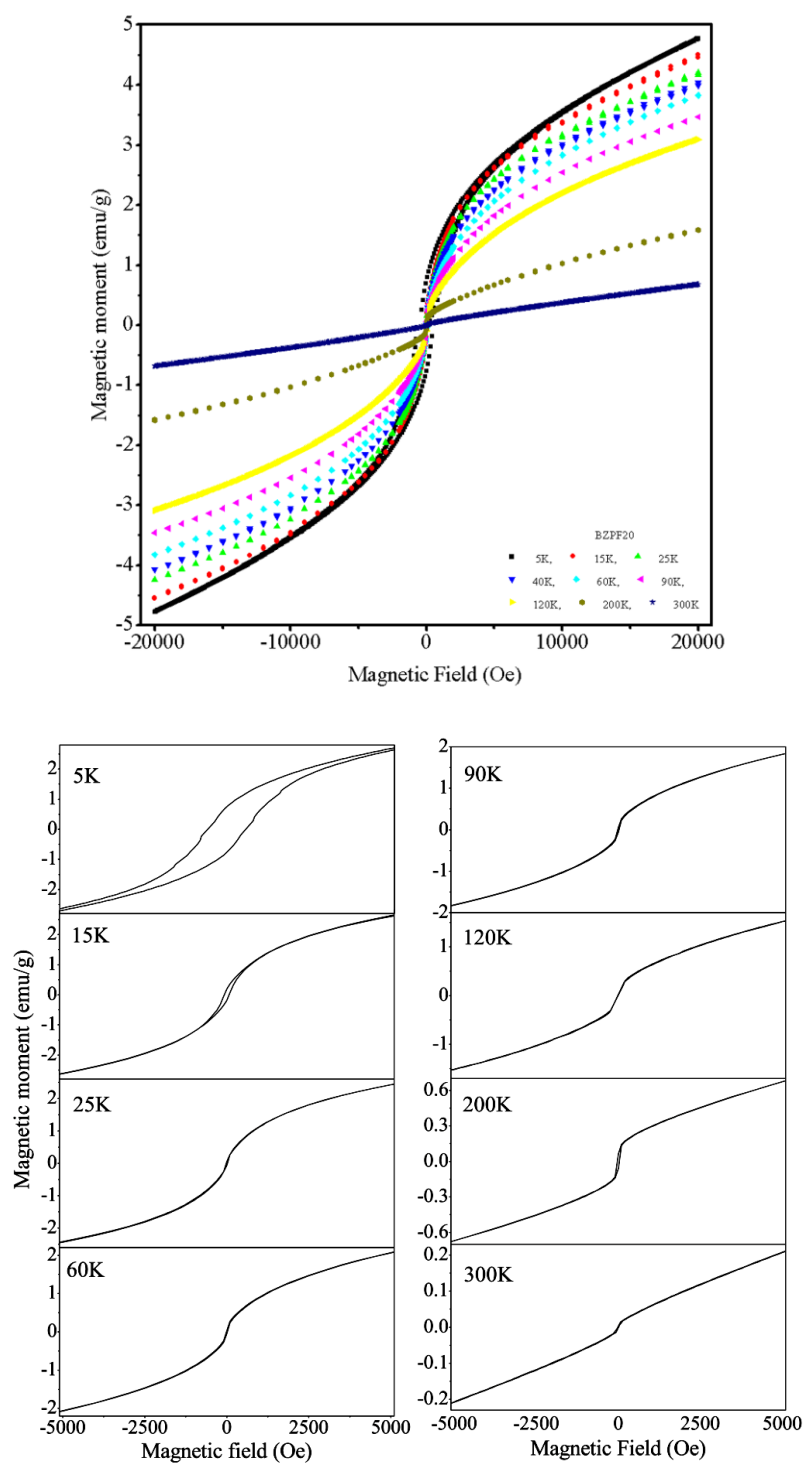 5
4
3
2
1
0
-1
-2
-3
-4
-5
Magnetic moment (emu/g)
-20000 -10000 0 10000 20000
Magnetic Field (Oe)
BZPF20
5K, 15K, 25K
40K, 60K, 90K,
120K, 200K, 300K
Magnetic moment (emu/g)
5K
2
1
0
-1
-2
15K
2
1
0
-1
-2
25K
2
1
0
-1
-2
60K
2
1
0
-1
-2
-5000 -2500 0 2500 5000
Magnetic field (Oe)
90K
2
1
0
-1
-2
120K
1
0
-1
200K
0.6
0.3
0.0
-0.3
-0.6
300K
0.2
0.1
0.0
-0.1
-0.2
-5000 -2500 0 2500 5000
Magnetic Field (Oe)